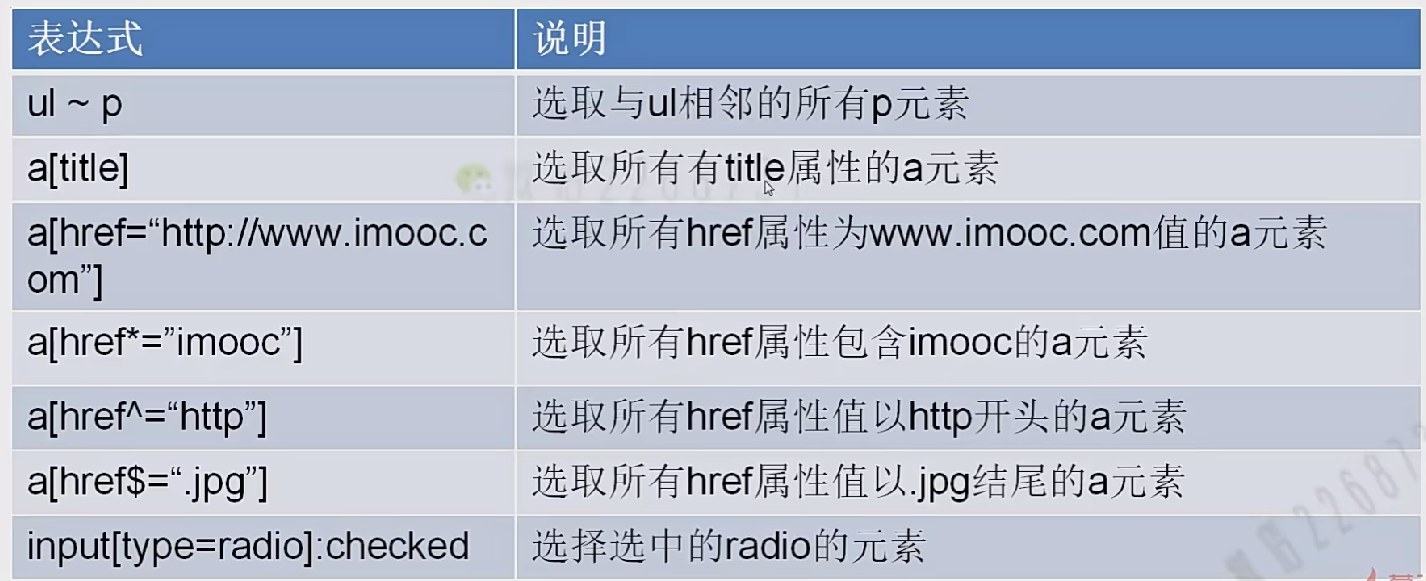 表达式 说明
ul ~ p 选取与ul相邻的所有p元素
a[title] 选取所有有title属性的a元素
a[href=“http://www.imooc.c 选取所有href属性为www.imooc.com值的a元素
om”]
a[href*=”imooc”] 选取所有href属性包含imooc的a元素
a[href^=“http”] 选取所有href属性值以http开头的a元素
a[href$=“.jpg”] 选取所有href属性值以.jpg结尾的a元素
input[type=radio]:checked 选择选中的radio的元素